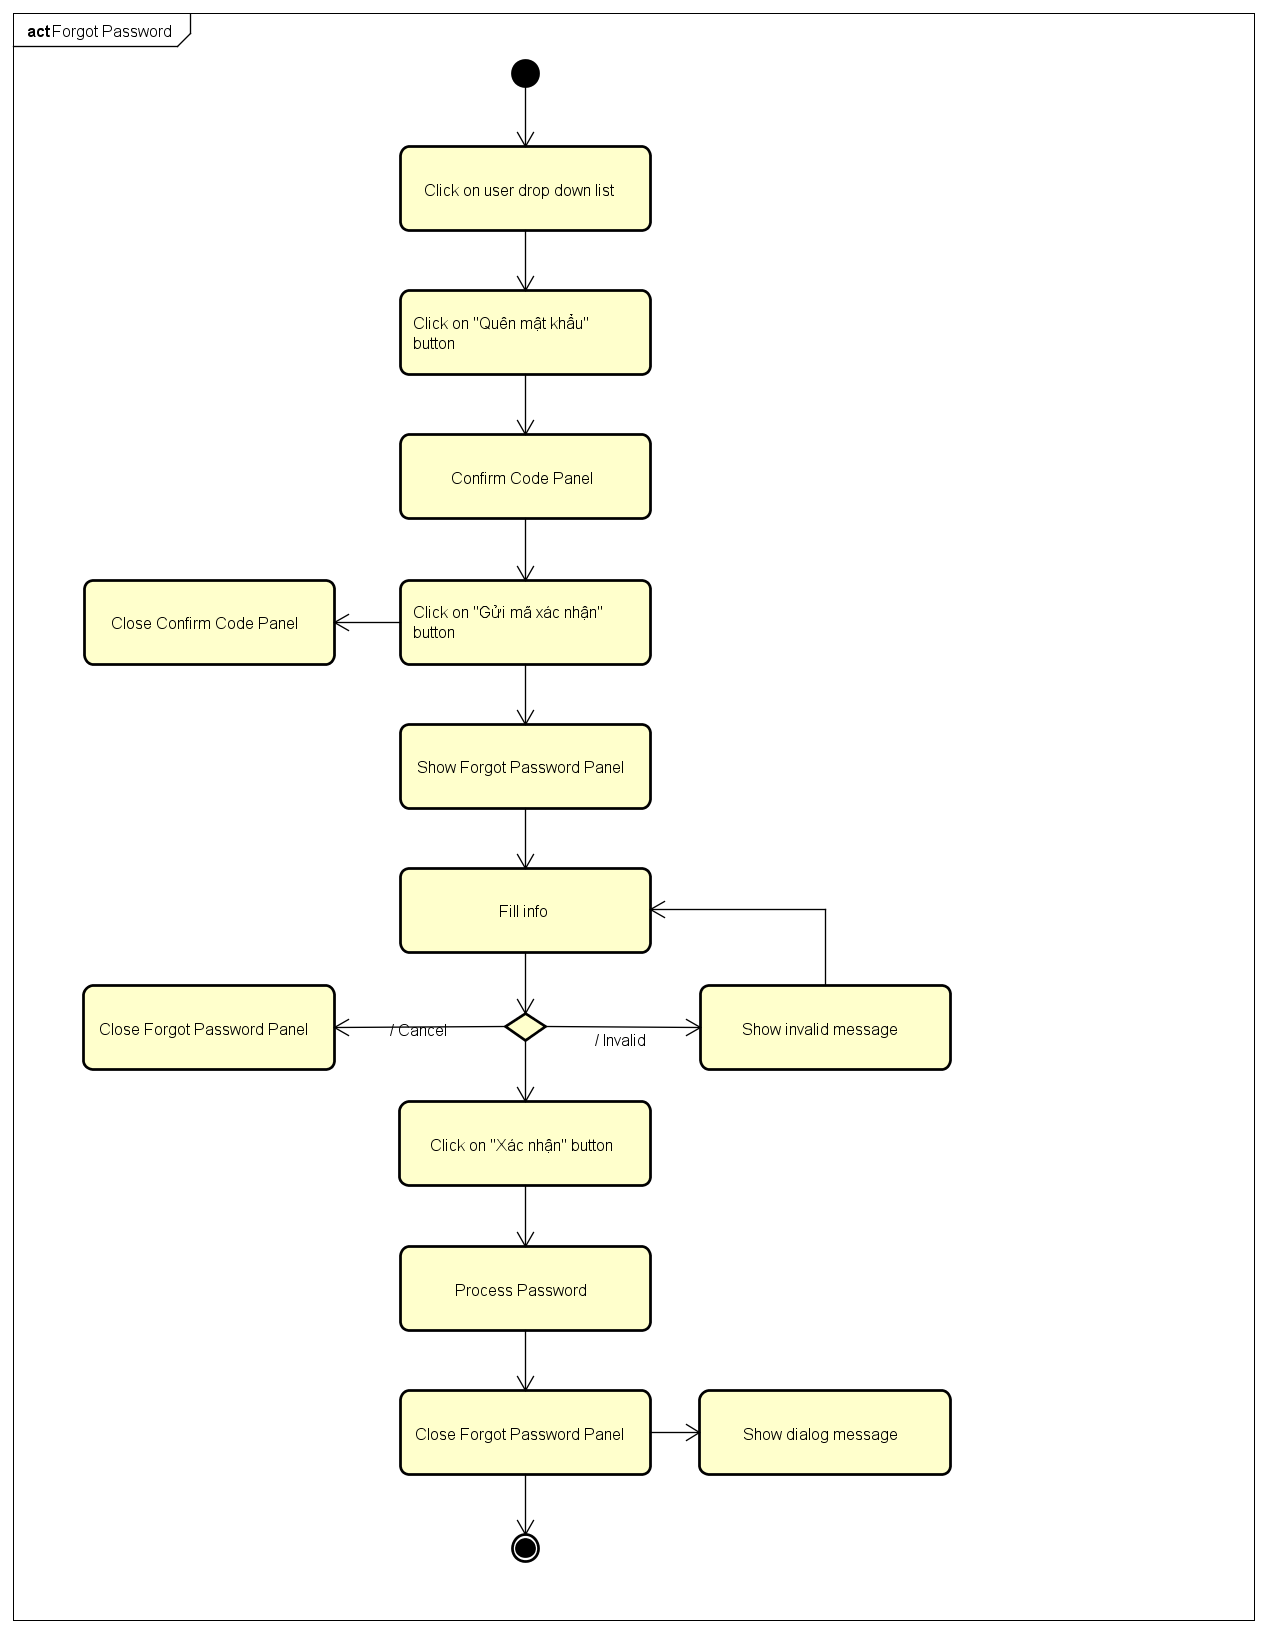 act Forgot Password
Click on user drop down list
Click on "Quên mật khẩu"
button
Confirm Code Panel
Close Confirm Code Panel
Click on "Gửi mã xác nhận"
button
Show Forgot Password Panel
Fill info
Close Forgot Password Panel
/ Cancel
/ Invalid
Show invalid message
Click on "Xác nhận" button
Process Password
Close Forgot Password Panel
Show dialog message